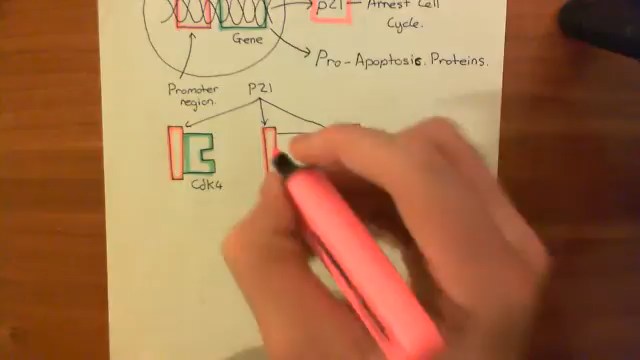 p21 → Arrest Cell
Cycle.
Gene
Pro-Apoptosis Proteins.
Promoter
region.
P21
Cdk4